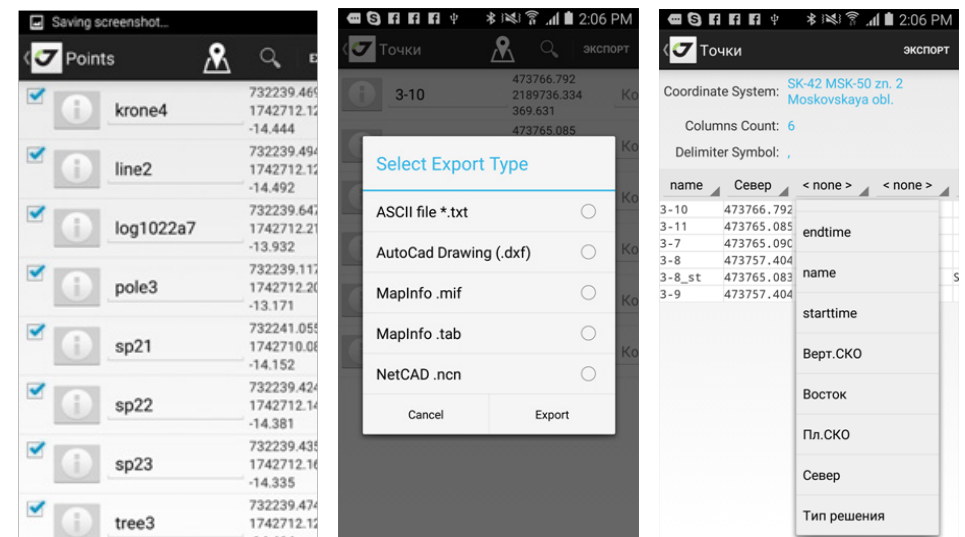 Saving screenshot...
Points
krone4
732239.469
1742712.12
-14.444
line2
732239.494
1742712.12
-14.492
log1022a7
732239.647
1742712.21
-13.932
pole3
732239.117
1742712.20
-13.171
sp21
732241.055
1742710.08
-14.152
sp22
732239.424
1742712.14
-14.381
sp23
732239.435
1742712.16
-14.335
tree3
732239.474
1742712.12
2:06 PM
Точки
ЭКСПОРТ
3-10
473766.792
2189736.334
369.631
Ко
473765.085
Select Export Type
ASCII file *.txt
AutoCad Drawing (.dxf)
MapInfo .mif
MapInfo .tab
NetCAD .ncn
Cancel Export
2:06 PM
Точки
ЭКСПОРТ
Coordinate System: SK-42 MSK-50 zn. 2
Moskovskaya obl.
Columns Count: 6
Delimiter Symbol: ,
name Север < none > < none >
3-10 473766.792
3-11 473765.085
3-7 473765.090
3-8 473757.404
3-8_st 473765.083
3-9 473757.404
endtime
name
starttime
Верт.СКО
Восток
Пл.СКО
Север
Тип решения